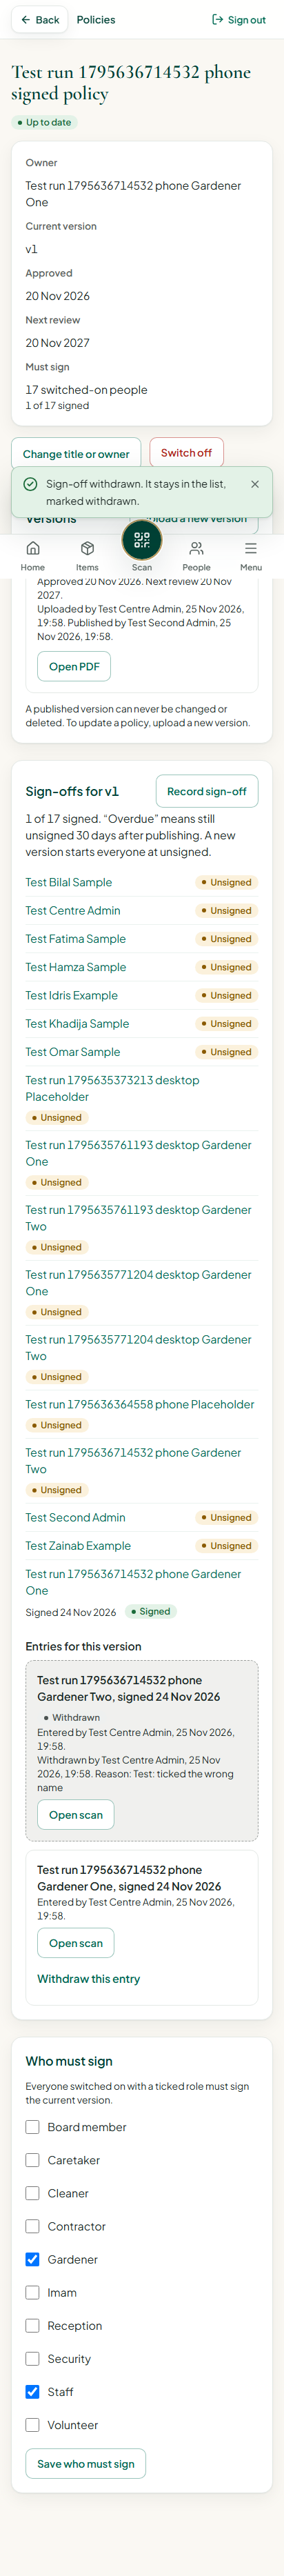 Back
Policies
Sign out
Test run 1795636714532 phone
signed policy
Up to date
Owner
Test run 1795636714532 phone Gardener
One
Current version
v1
Approved
20 Nov 2026
Next review
20 Nov 2027
Must sign
17 switched-on people
1 of 17 signed
Change title or owner
Switch off
Sign-off withdrawn. It stays in the list,
marked withdrawn.
Versions
Upload a new version
Home
Items
Scan
People
Menu
Approved 20 Nov 2026. Next review 20 Nov
2027.
Uploaded by Test Centre Admin, 25 Nov 2026,
19:58. Published by Test Second Admin, 25
Nov 2026, 19:58.
Open PDF
A published version can never be changed or
deleted. To update a policy, upload a new version.
Sign-offs for v1
Record sign-off
1 of 17 signed. “Overdue” means still
unsigned 30 days after publishing. A new
version starts everyone at unsigned.
Test Bilal Sample
Unsigned
Test Centre Admin
Unsigned
Test Fatima Sample
Unsigned
Test Hamza Sample
Unsigned
Test Idris Example
Unsigned
Test Khadija Sample
Unsigned
Test Omar Sample
Unsigned
Test run 1795635373213 desktop
Placeholder
Unsigned
Test run 1795635761193 desktop Gardener
One
Unsigned
Test run 1795635761193 desktop Gardener
Two
Unsigned
Test run 1795635771204 desktop Gardener
One
Unsigned
Test run 1795635771204 desktop Gardener
Two
Unsigned
Test run 1795636364558 phone Placeholder
Unsigned
Test run 1795636714532 phone Gardener
Two
Unsigned
Test Second Admin
Unsigned
Test Zainab Example
Unsigned
Test run 1795636714532 phone Gardener
One
Signed 24 Nov 2026
Signed
Entries for this version
Test run 1795636714532 phone
Gardener Two, signed 24 Nov 2026
Withdrawn
Entered by Test Centre Admin, 25 Nov 2026,
19:58.
Withdrawn by Test Centre Admin, 25 Nov
2026, 19:58. Reason: Test: ticked the wrong
name
Open scan
Test run 1795636714532 phone
Gardener One, signed 24 Nov 2026
Entered by Test Centre Admin, 25 Nov 2026,
19:58.
Open scan
Withdraw this entry
Who must sign
Everyone switched on with a ticked role must sign
the current version.
Board member
Caretaker
Cleaner
Contractor
Gardener
Imam
Reception
Security
Staff
Volunteer
Save who must sign